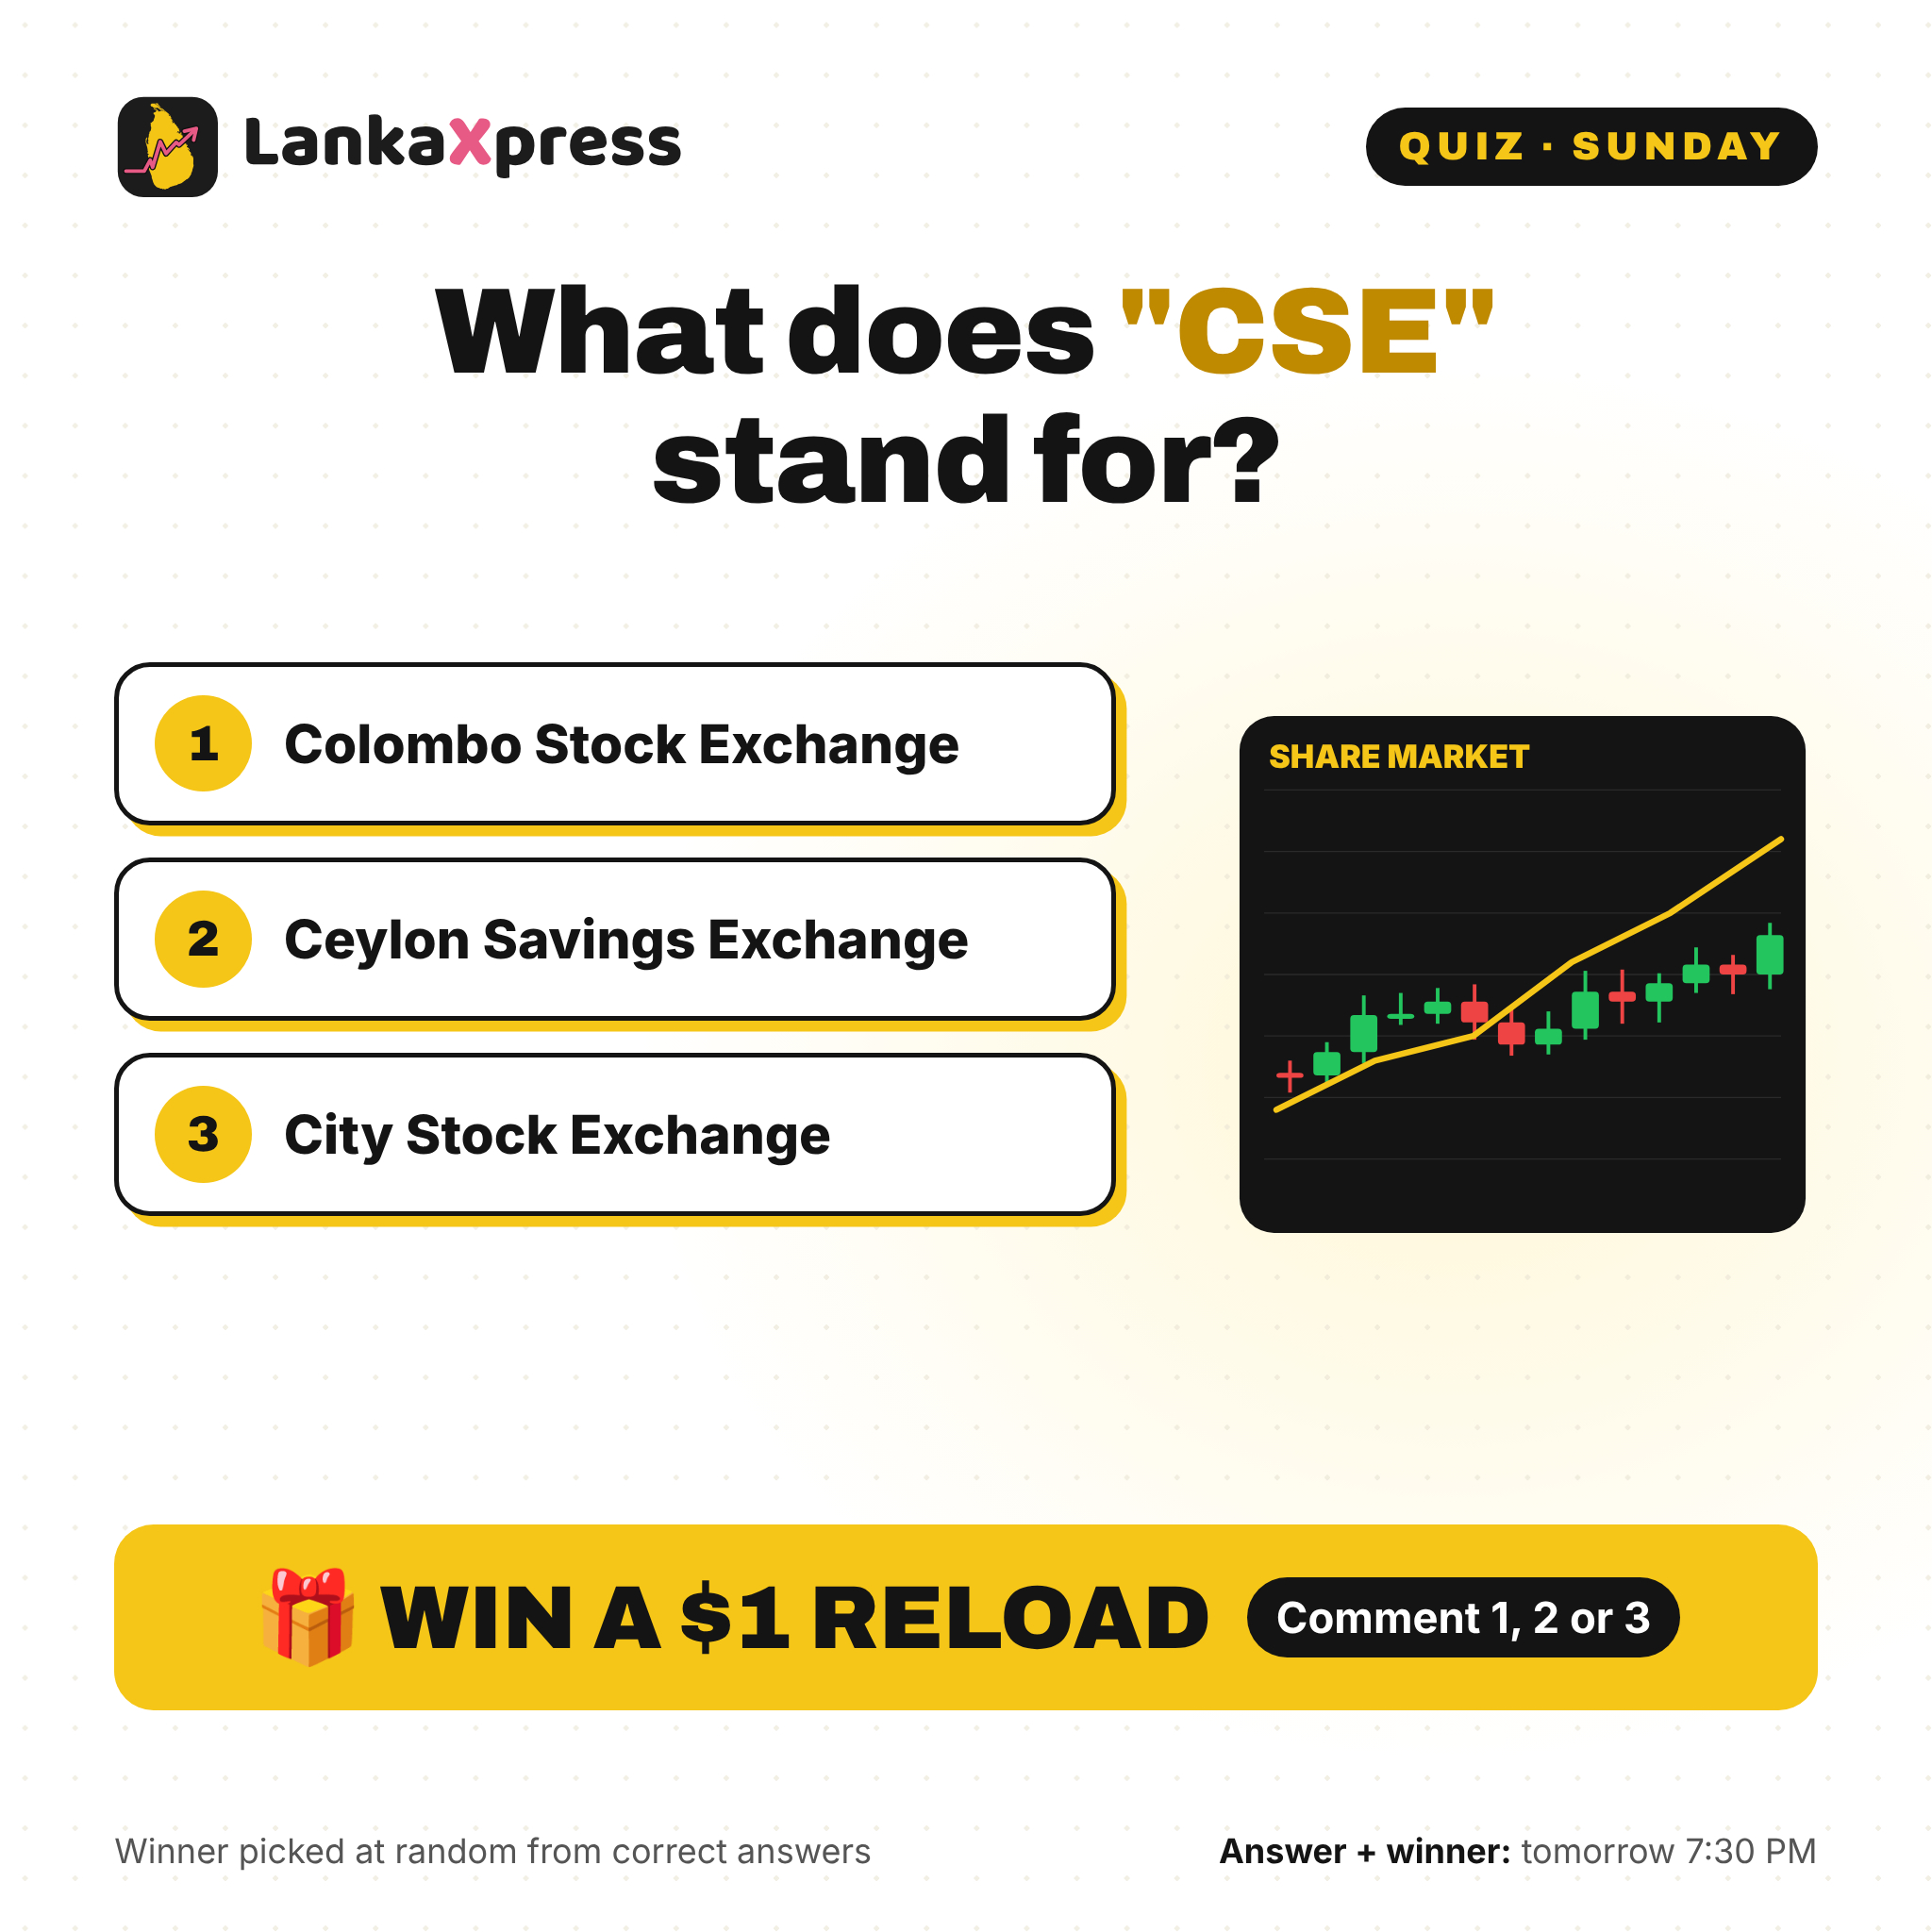 LankaXpress
QUIZ · SUNDAY
What does "CSE"
stand for?
1 Colombo Stock Exchange
2 Ceylon Savings Exchange
3 City Stock Exchange
SHARE MARKET
WIN A $1 RELOAD
Comment 1, 2 or 3
Winner picked at random from correct answers
Answer + winner: tomorrow 7:30 PM